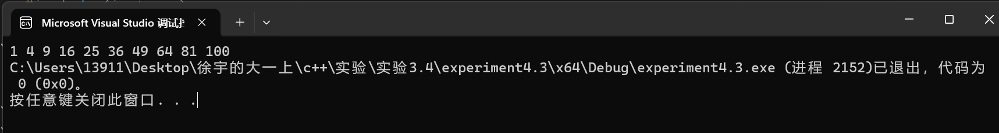 Microsoft Visual Studio 调试
1 4 9 16 25 36 49 64 81 100
C:\Users\13911\Desktop\徐宇的大一上\c++\实验\实验3.4\experiment4.3\x64\Debug\experiment4.3.exe (进程 2152)已退出，代码为
 0 (0x0)。
按任意键关闭此窗口. . .